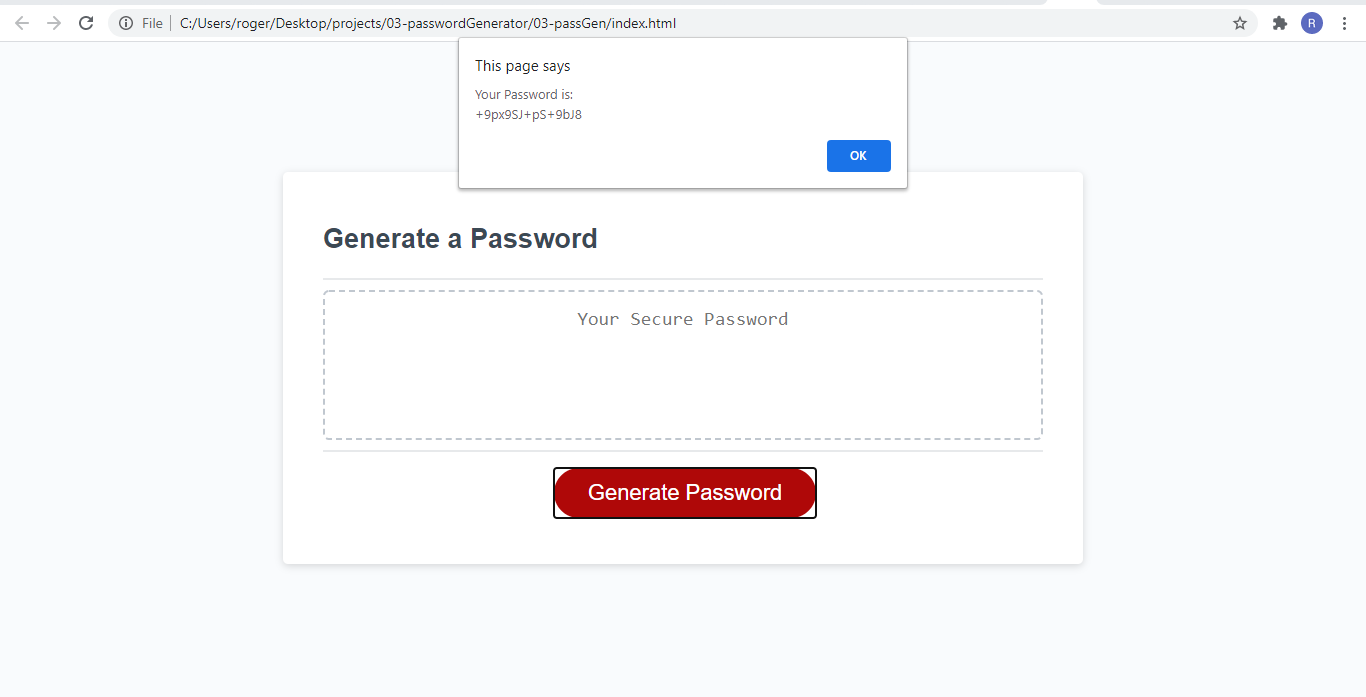 File
C:/Users/roger/Desktop/projects/03-passwordGenerator/03-passGen/index.html
R
This page says
Your Password is:
+9px9SJ+pS+9bJ8
OK
Generate a Password
Your Secure Password
Generate Password